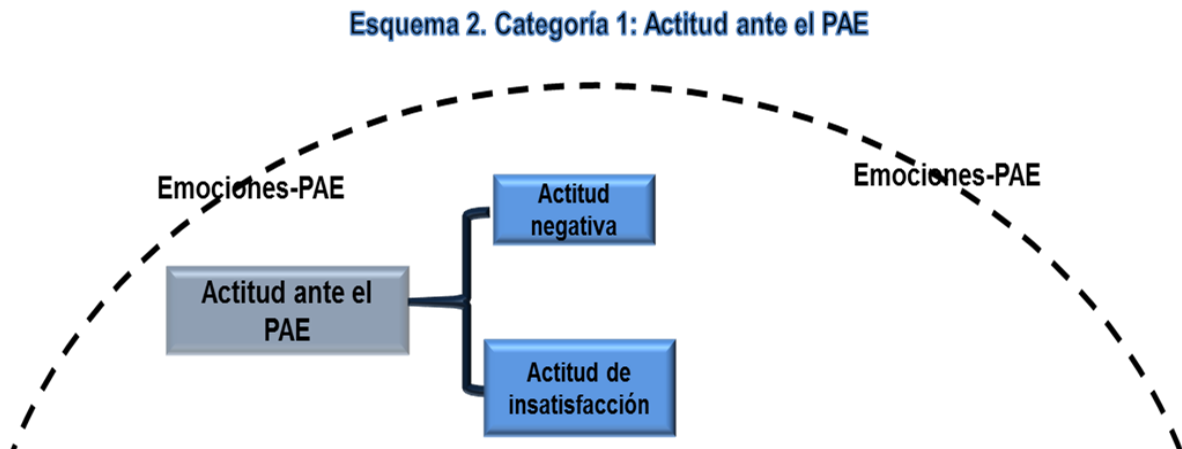 Esquema 2. Categoría 1: Actitud ante el PAE
Emociones-PAE
Emociones-PAE
Actitud
negativa
Actitud ante el
PAE
Actitud de
insatisfacción